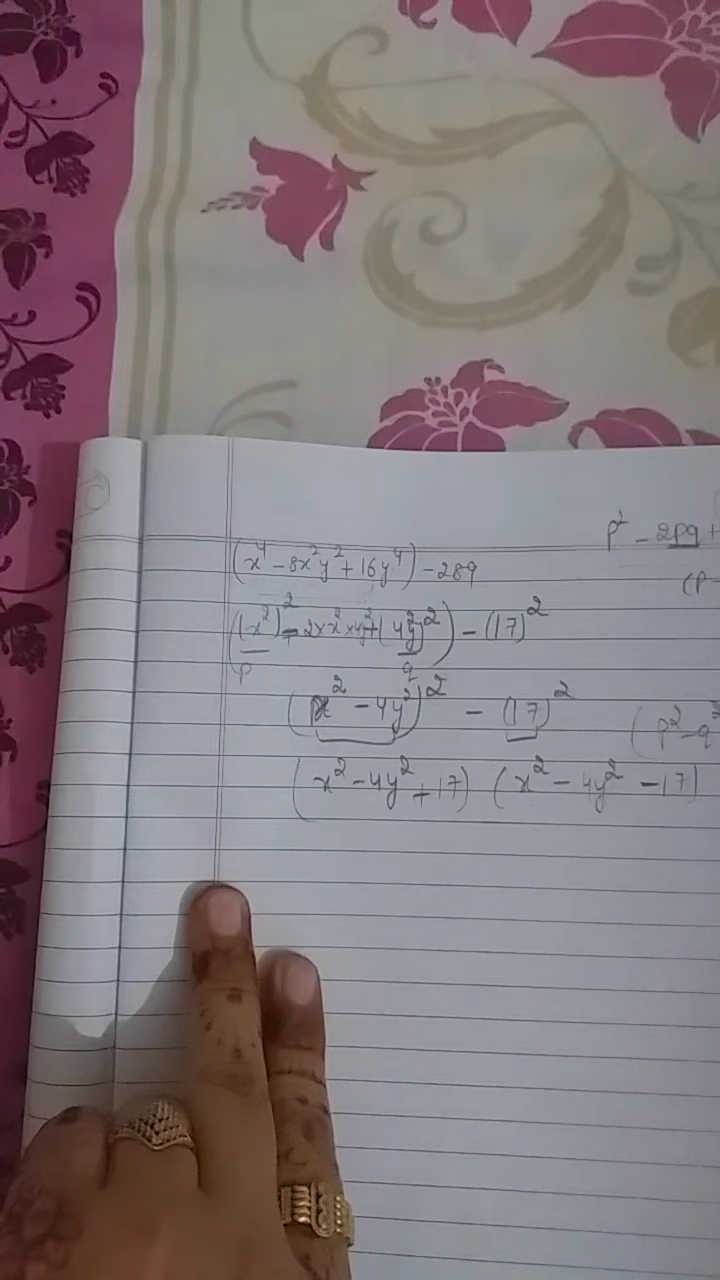 p² - 2pq +
(x⁴ - 8x²y² + 16y⁴) - 289
(p-
((x²)² - 2×x²×4y² + (4y²)²) - (17)²
p q
(x² - 4y²)² - (17)² (p² - q²
(x² - 4y² + 17) (x² - 4y² - 17)